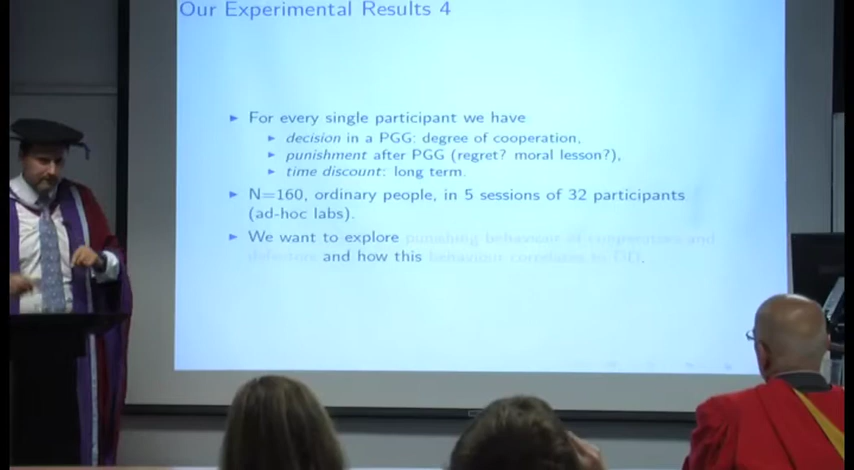 Our Experimental Results 4
► For every single participant we have
► decision in a PGG: degree of cooperation,
► punishment after PGG (regret? moral lesson?),
► time discount: long term.
► N=160, ordinary people, in 5 sessions of 32 participants
(ad-hoc labs).
► We want to explore punishing behaviour of cooperators and
defectors and how this behaviour correlates to DD.